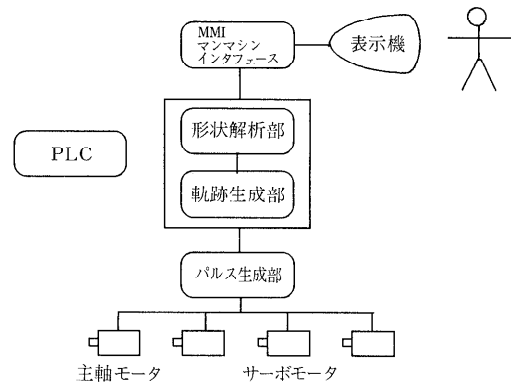 MMI
マンマシン
インタフェース
表示機
形状解析部
PLC
軌跡生成部
パルス生成部
主軸モータ
サーボモータ